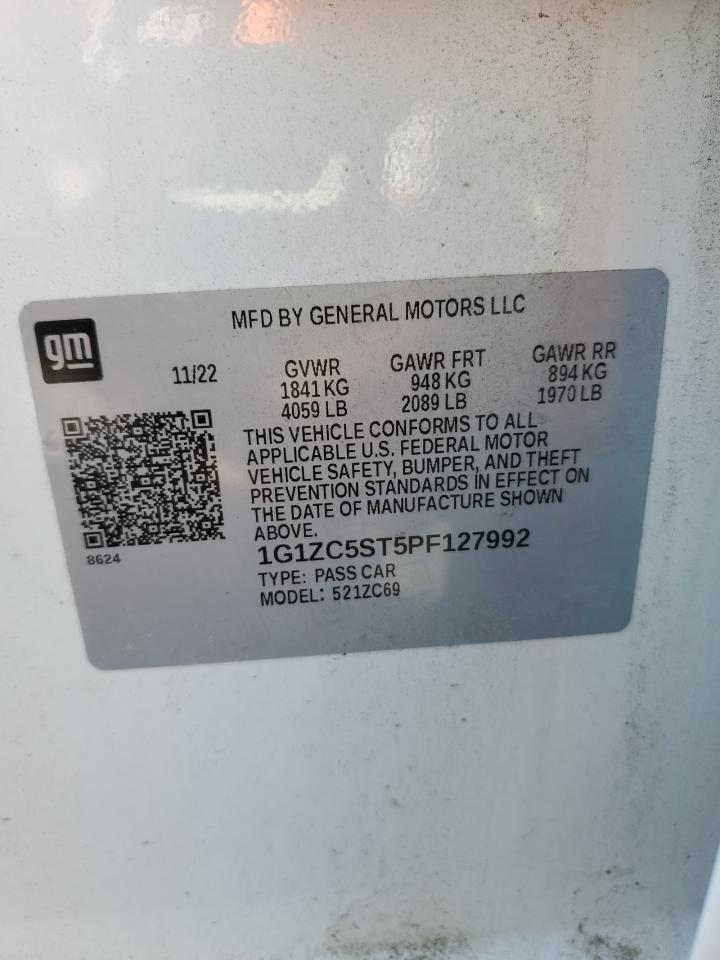 gm
MFD BY GENERAL MOTORS LLC
11/22
GVWR
1841 KG
4059 LB
GAWR FRT
948 KG
2089 LB
GAWR RR
894 KG
1970 LB
THIS VEHICLE CONFORMS TO ALL
APPLICABLE U.S. FEDERAL MOTOR
VEHICLE SAFETY, BUMPER, AND THEFT
PREVENTION STANDARDS IN EFFECT ON
THE DATE OF MANUFACTURE SHOWN
ABOVE.
8624
1G1ZC5ST5PF127992
TYPE: PASS CAR
MODEL: 521ZC69